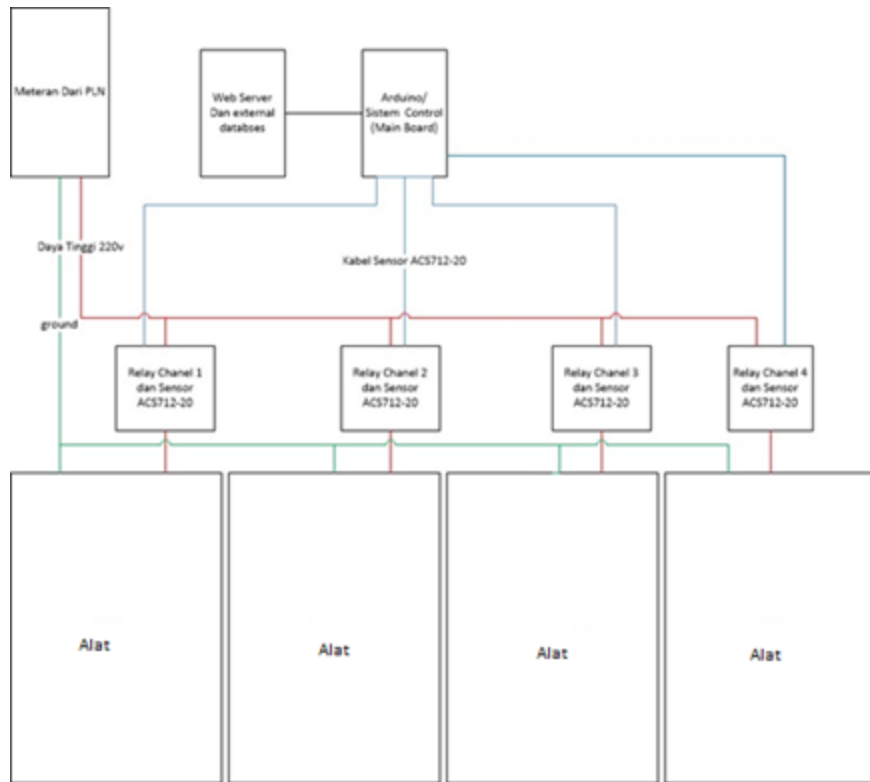 Meteran Dari PLN
Web Server
Dan external
databses
Arduino/
Sistem Control
(Main Board)
Daya Tinggi 220v
Kabel Sensor ACS712-20
ground
Relay Chanel 1
dan Sensor
ACS712-20
Relay Chanel 2
dan Sensor
ACS712-20
Relay Chanel 3
dan Sensor
ACS712-20
Relay Chanel 4
dan Sensor
ACS712-20
Alat
Alat
Alat
Alat